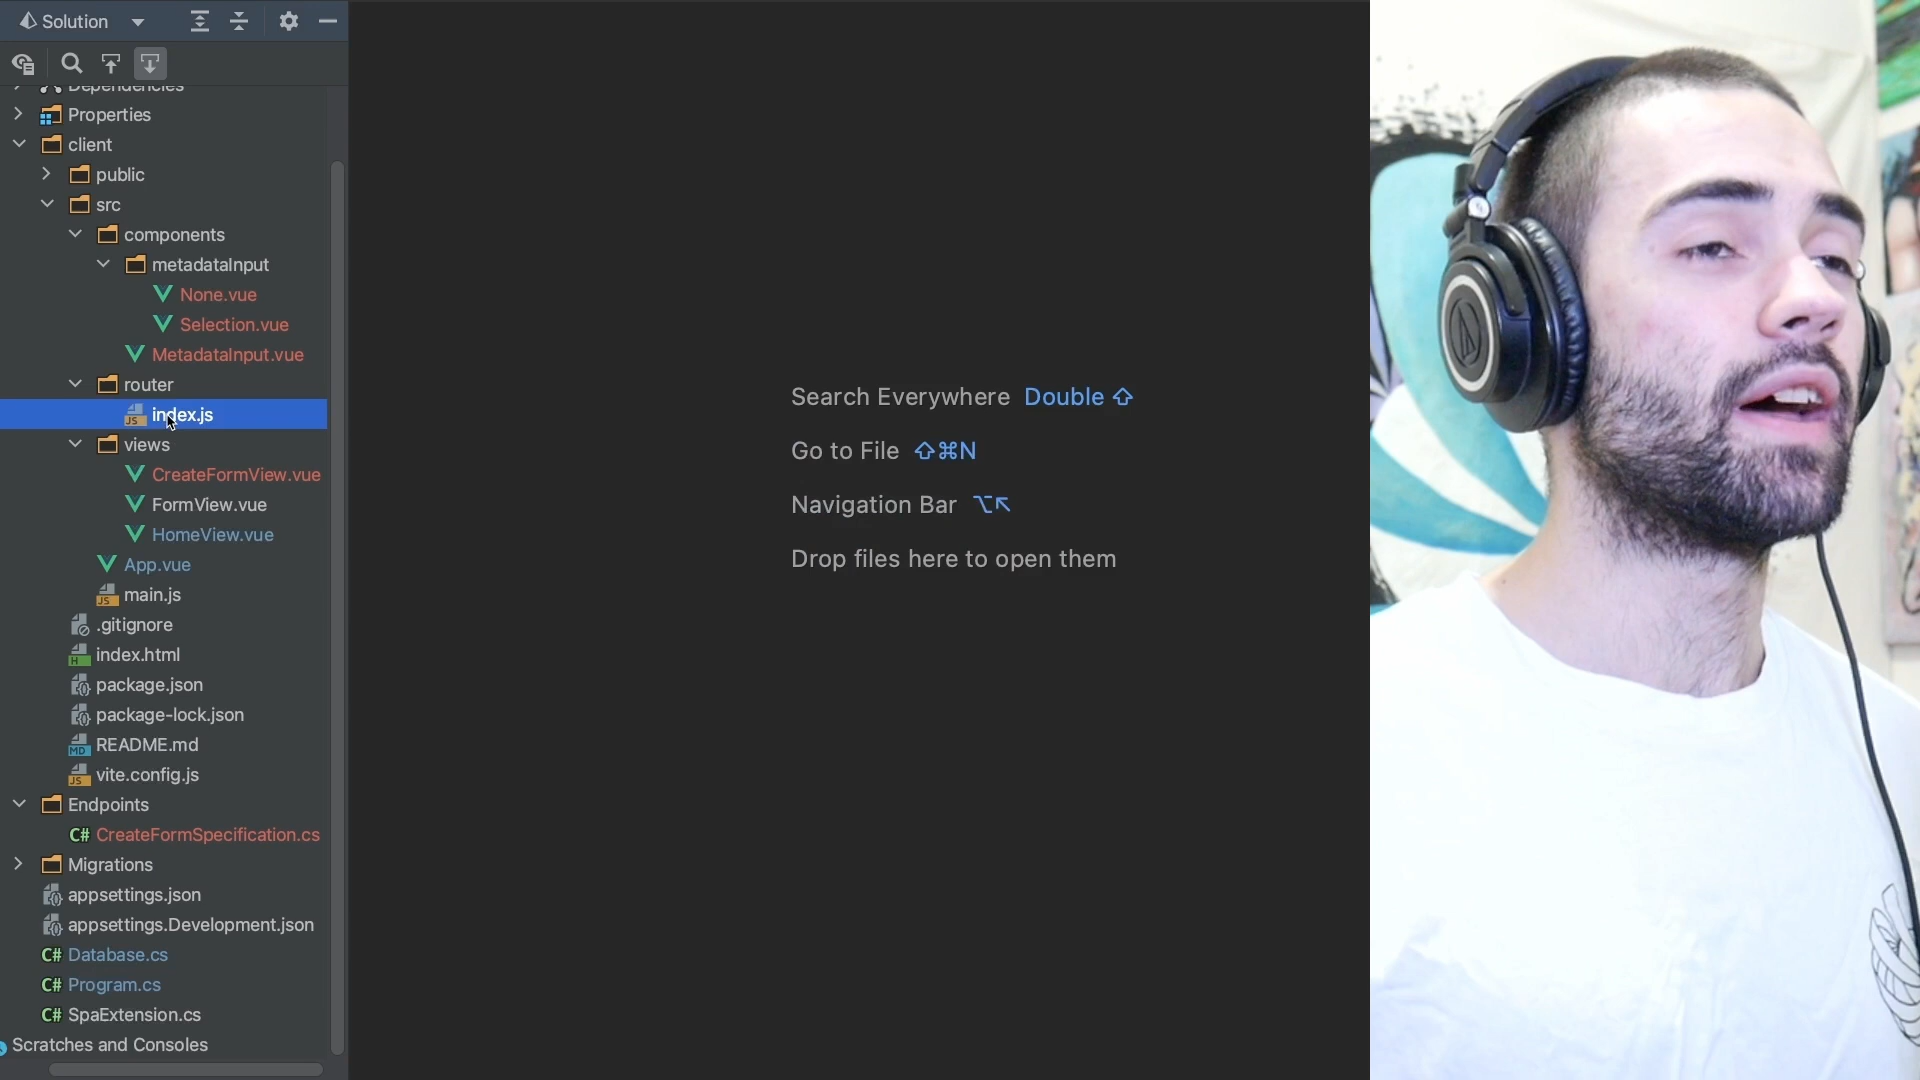 Solution
Dependencies
Properties
client
public
src
components
metadataInput
None.vue
Selection.vue
MetadataInput.vue
router
index.js
views
CreateFormView.vue
FormView.vue
HomeView.vue
App.vue
main.js
.gitignore
index.html
package.json
package-lock.json
README.md
vite.config.js
Endpoints
C# CreateFormSpecification.cs
Migrations
appsettings.json
appsettings.Development.json
C# Database.cs
C# Program.cs
C# SpaExtension.cs
Scratches and Consoles
Search Everywhere Double ⇧
Go to File ⇧⌘N
Navigation Bar ⌥↖
Drop files here to open them